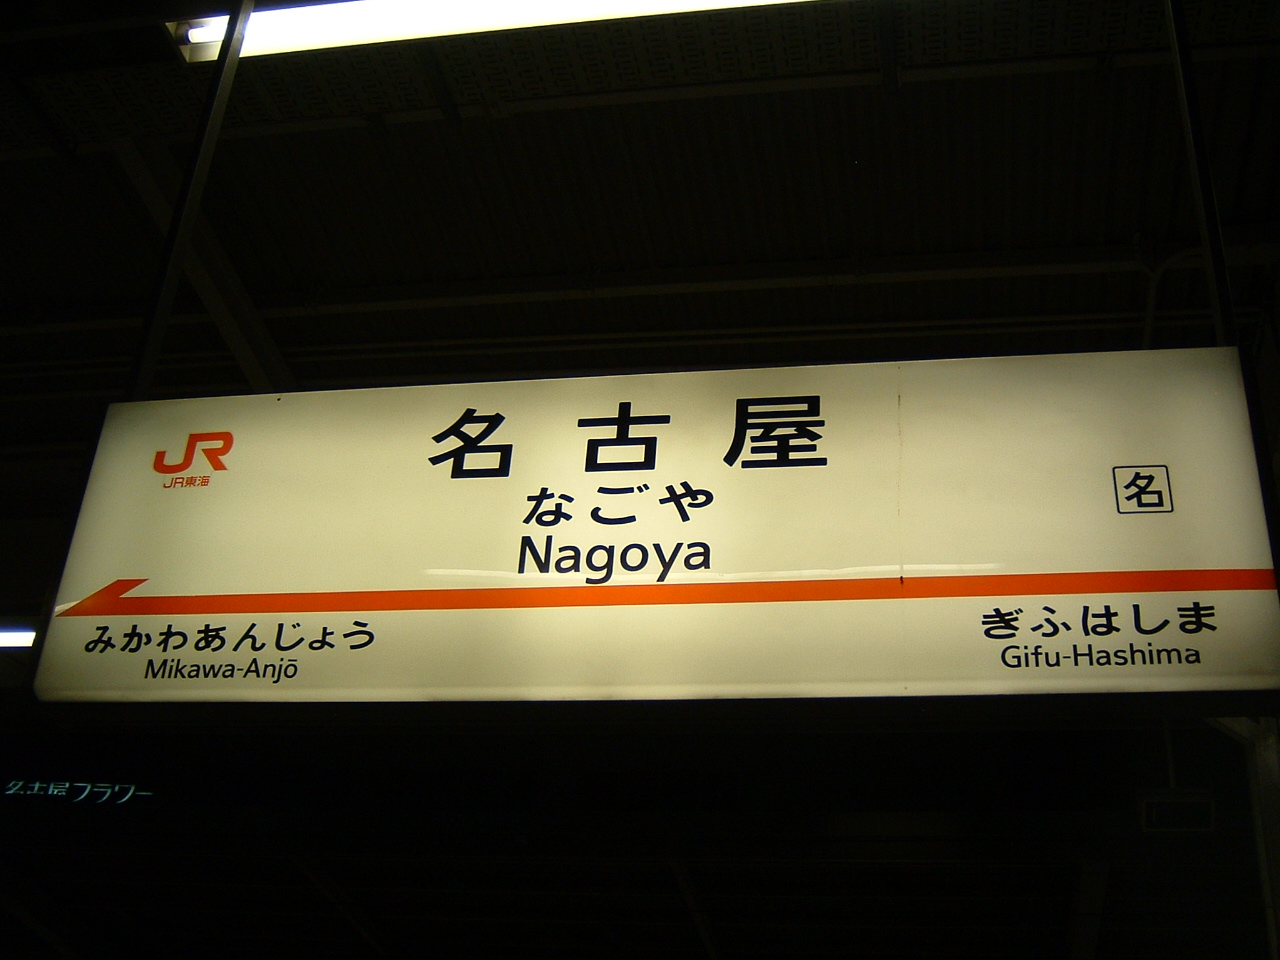 JR
JR東海
名古屋
なごや
Nagoya
名
みかわあんじょう
Mikawa-Anjō
ぎふはしま
Gifu-Hashima
名古屋フラワー